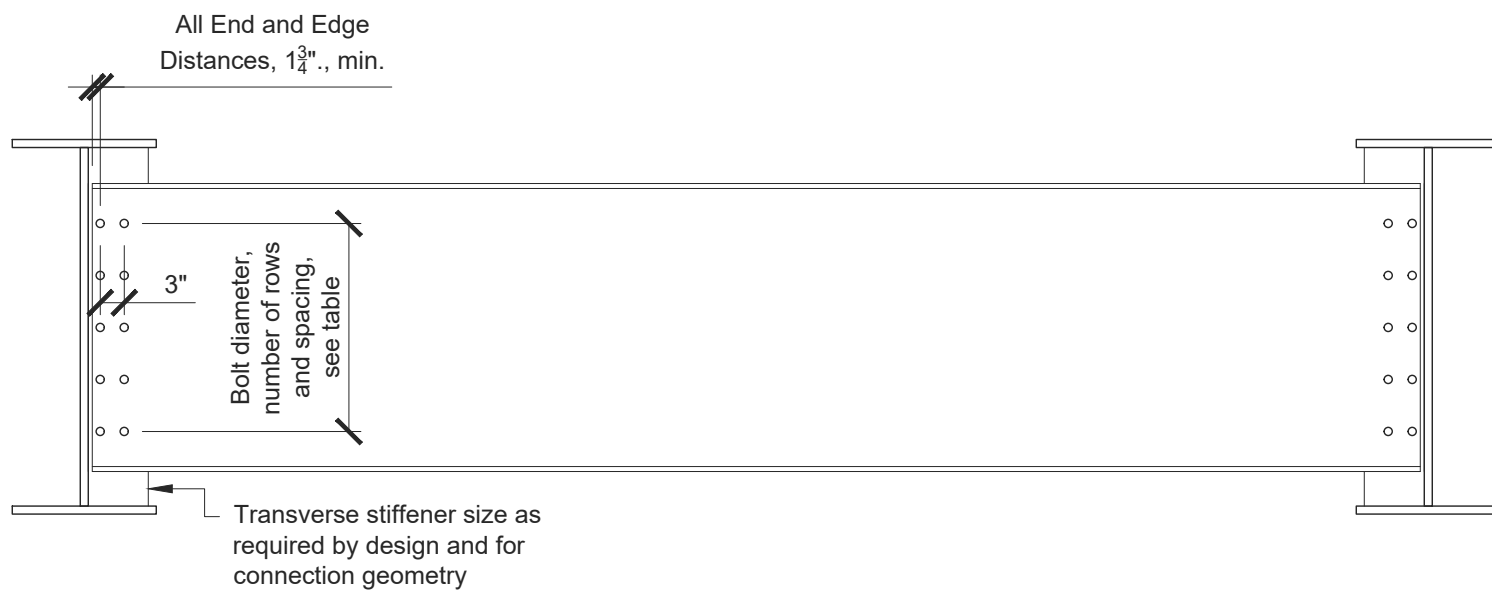 All End and Edge
Distances, 1¾"., min.
3"
Bolt diameter,
number of rows
and spacing,
see table
Transverse stiffener size as
required by design and for
connection geometry